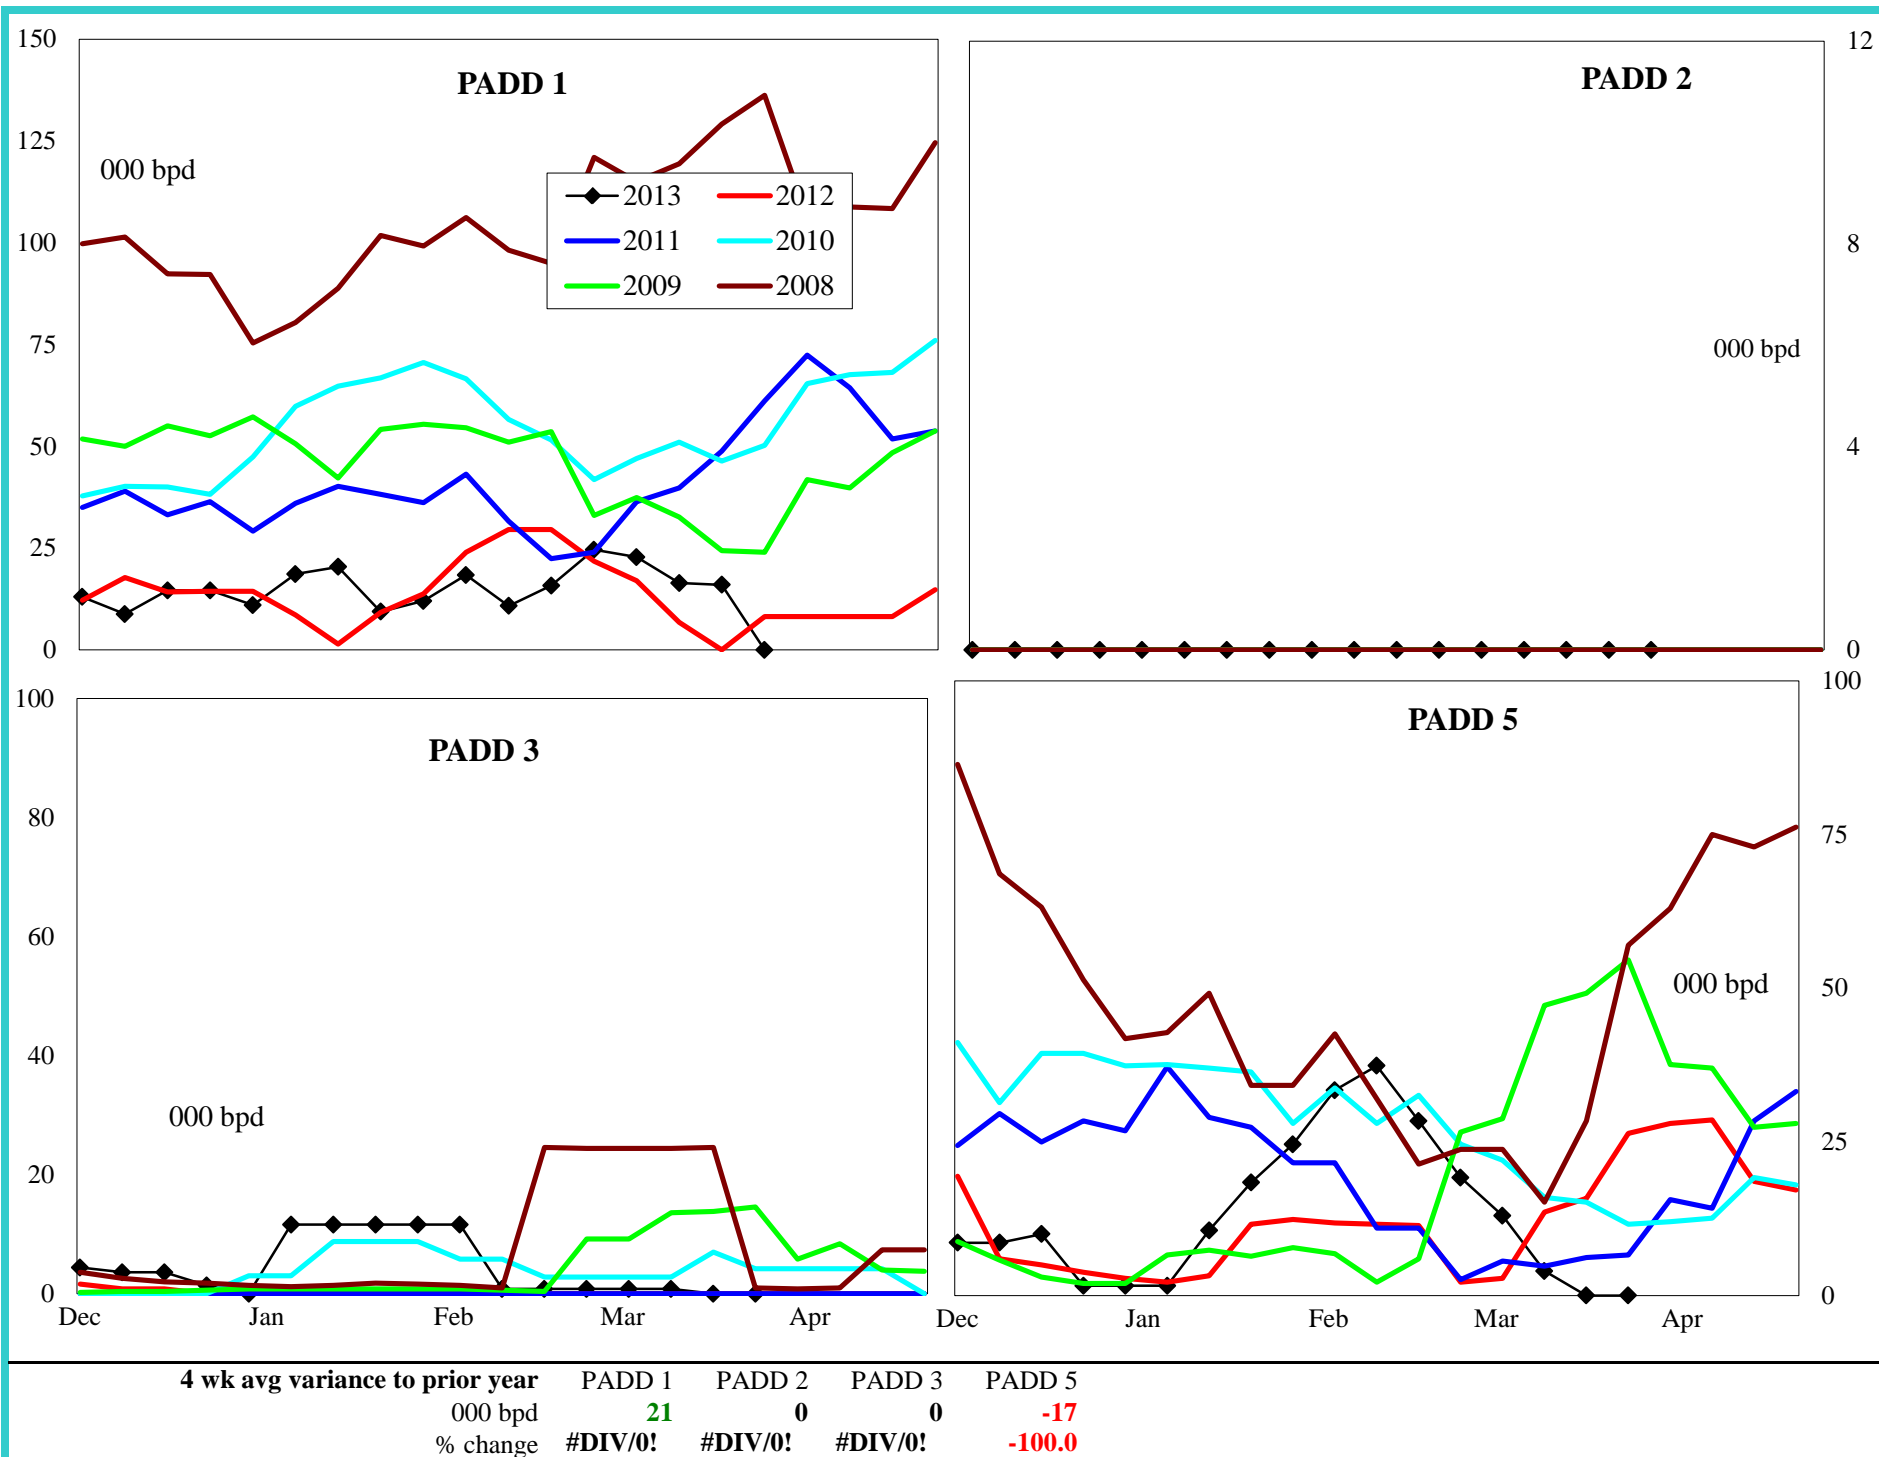 150
125
100
75
50
25
0
PADD 1
000 bpd
2013 2012
2011 2010
2009 2008
PADD 2
000 bpd
12
8
4
0
100
80
60
40
20
0
PADD 3
000 bpd
Dec Jan Feb Mar Apr
PADD 5
000 bpd
100
75
50
25
0
Dec Jan Feb Mar Apr
4 wk avg variance to prior year PADD 1 PADD 2 PADD 3 PADD 5
000 bpd 21 0 0 -17
% change #DIV/0! #DIV/0! #DIV/0! -100.0